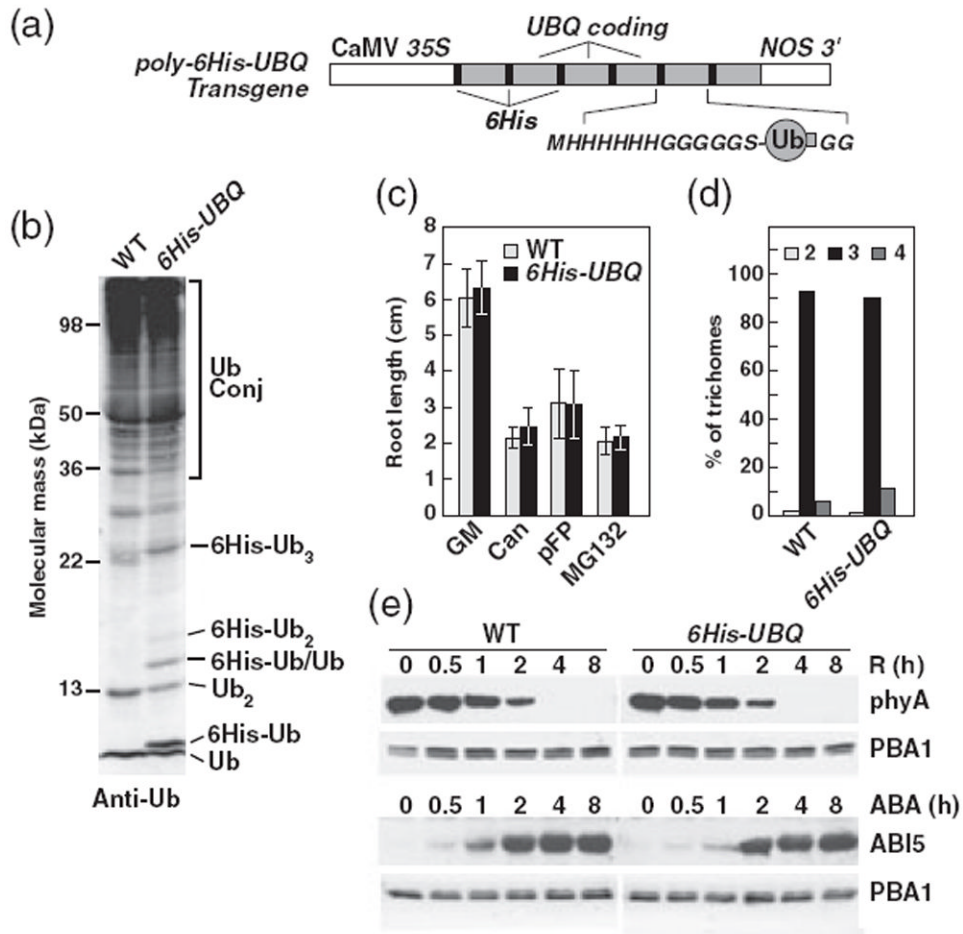 (a)
poly-6His-UBQ
Transgene
CaMV 35S
UBQ coding
NOS 3'
6His
MHHHHHHGGGGGS-Ub GG
(b)
WT
6His-UBQ
Molecular mass (kDa)
98
50
36
22
13
Ub
Conj
6His-Ub3
6His-Ub2
6His-Ub/Ub
Ub2
6His-Ub
Ub
Anti-Ub
(c)
Root length (cm)
8
7
6
5
4
3
2
1
0
WT
6His-UBQ
GM
Can
pFP
MG132
(d)
% of trichomes
2 3 4
100
80
60
40
20
0
WT
6His-UBQ
(e)
WT 6His-UBQ
0 0.5 1 2 4 8 0 0.5 1 2 4 8 R (h)
phyA
PBA1
0 0.5 1 2 4 8 0 0.5 1 2 4 8 ABA (h)
ABI5
PBA1